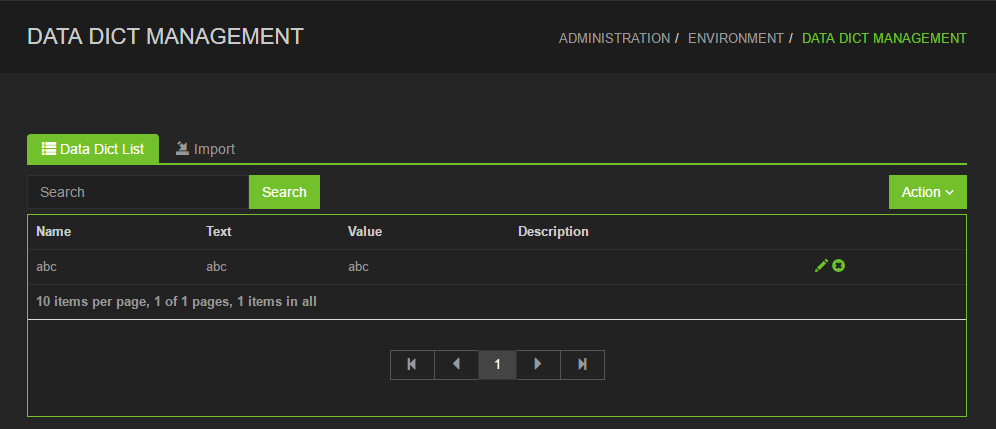 DATA DICT MANAGEMENT
ADMINISTRATION / ENVIRONMENT / DATA DICT MANAGEMENT
Data Dict List Import
Search Search Action
Name Text Value Description
abc abc abc
10 items per page, 1 of 1 pages, 1 items in all
1